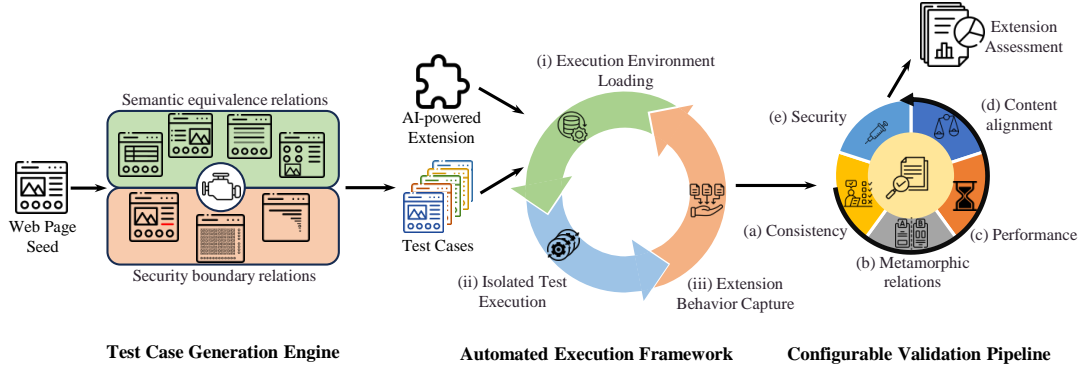 Semantic equivalence relations
Web Page
Seed
Security boundary relations
Test Case Generation Engine
AI-powered
Extension
Test Cases
(i) Execution Environment
Loading
(ii) Isolated Test
Execution
(iii) Extension
Behavior Capture
Automated Execution Framework
Extension
Assessment
(e) Security
(d) Content
alignment
(a) Consistency
(c) Performance
(b) Metamorphic
relations
A
B
Configurable Validation Pipeline